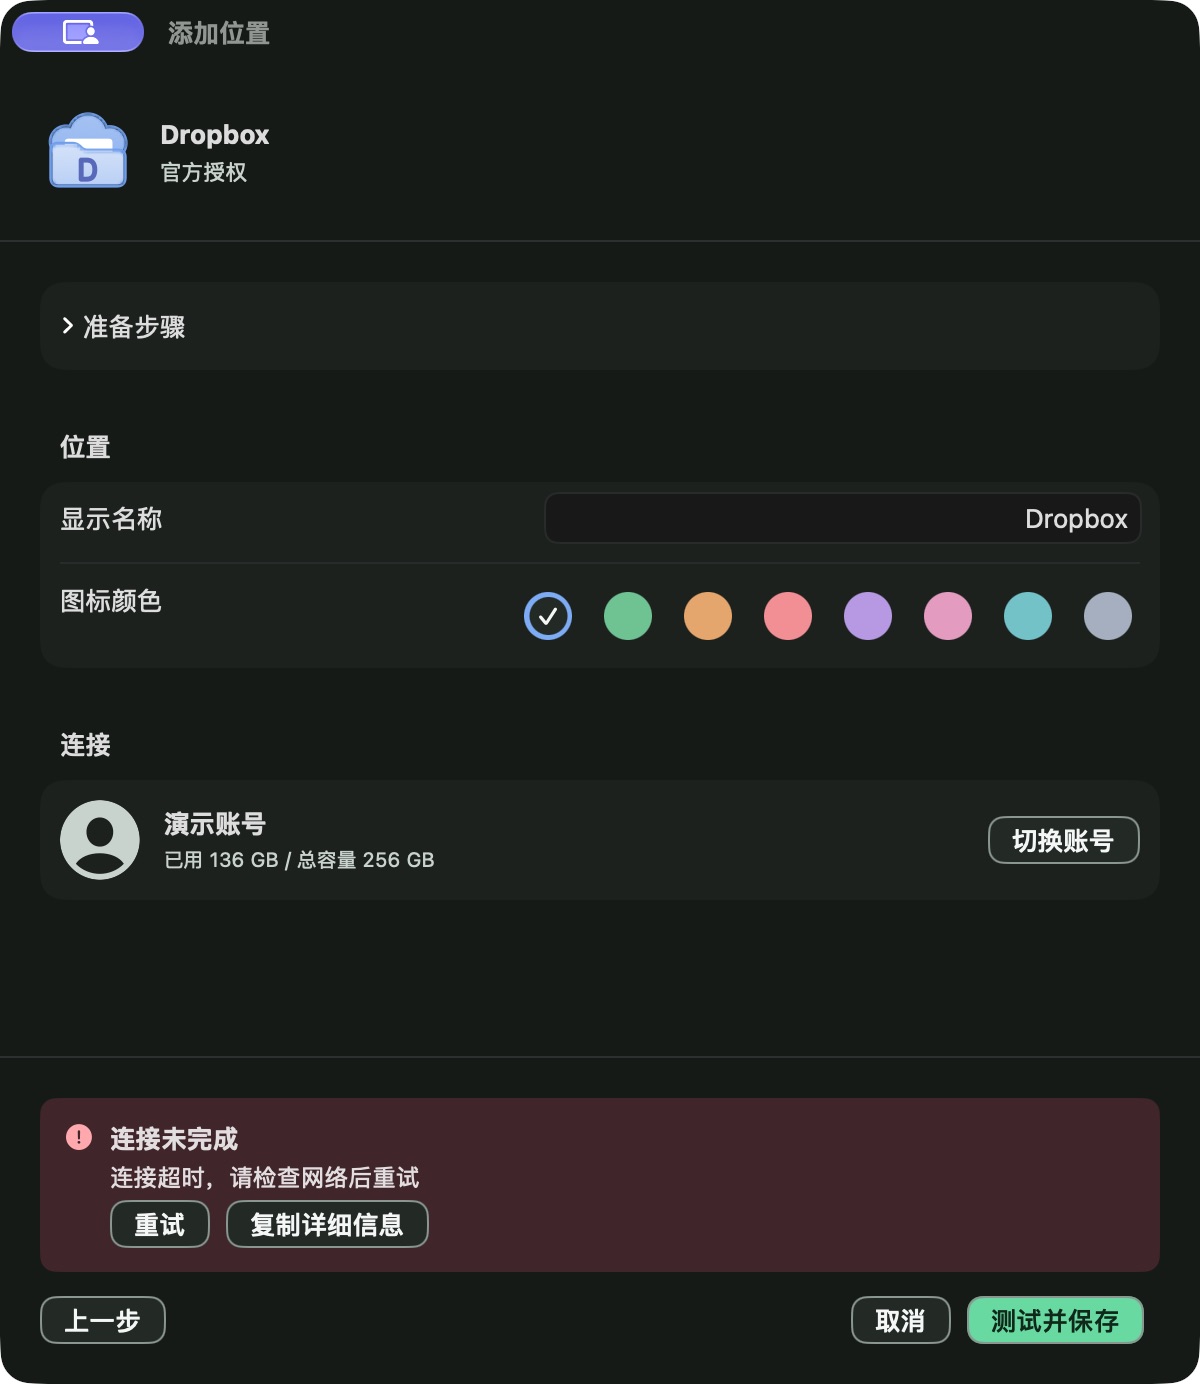 添加位置
D
Dropbox
官方授权
准备步骤
位置
显示名称
Dropbox
图标颜色
连接
演示账号
已用 136 GB / 总容量 256 GB
切换账号
连接未完成
连接超时，请检查网络后重试
重试
复制详细信息
上一步
取消
测试并保存